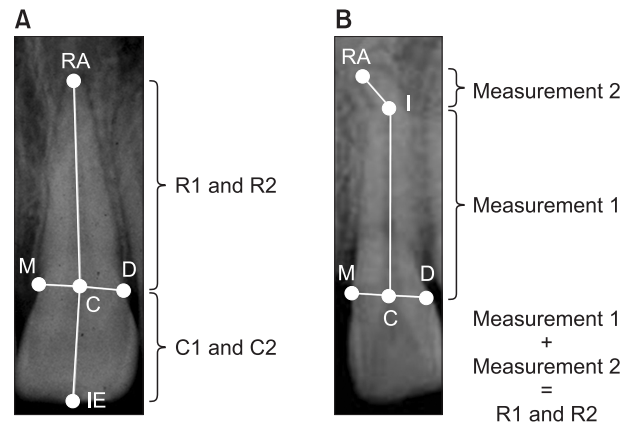 A
RA
R1 and R2
M
D
C
C1 and C2
IE
B
RA
Measurement 2
I
Measurement 1
M
D
C
Measurement 1
+
Measurement 2
=
R1 and R2